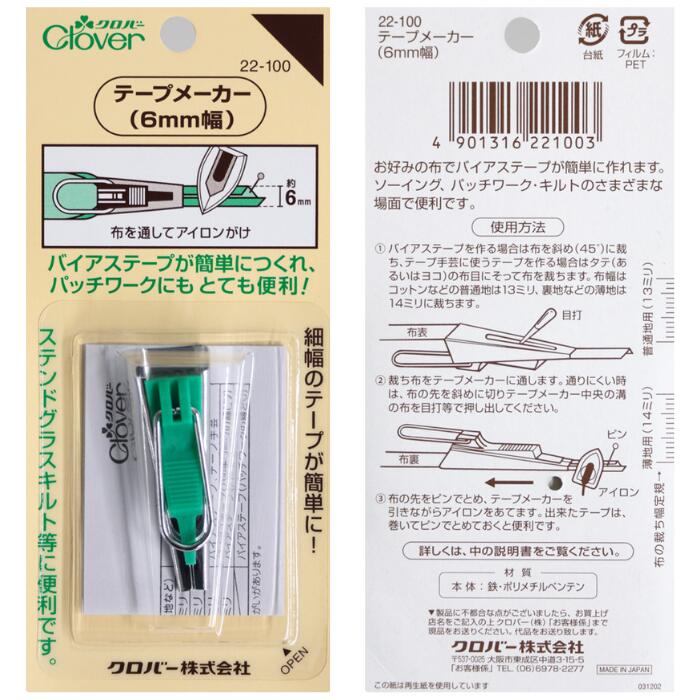 クロバー
Clover
22-100
テープメーカー
(6mm幅)
約
6mm
布を通してアイロンがけ
バイアステープが簡単につくれ、
パッチワークにも とても便利!
細幅のテープが簡単に!
ステンドグラスキルト等に便利です。
クロバー
Clover
クロバー株式会社
OPEN
22-100
テープメーカー
(6mm幅)
紙
台紙
プラ
フィルム:
PET
4 901316 221003
お好みの布でバイアステープが簡単に作れます。
ソーイング、パッチワーク・キルトのさまざまな
場面で便利です。
使用方法
①バイアステープを作る場合は布を斜め(45°)に裁
ち、テープ手芸に使うテープを作る場合はタテ(あ
るいはヨコ)の布目にそって布を裁ちます。布幅は
コットンなどの普通地は13ミリ、裏地などの薄地は
14ミリに裁ちます。
目打
布表
②裁ち布をテープメーカーに通します。通りにくい時
は、布の先を斜めに切りテープメーカー中央の溝
の布を目打等で押し出してください。
ピン
布裏
アイロン
③布の先をピンでとめ、テープメーカーを
引きながらアイロンをあてます。出来たテープは、
巻いてピンでとめておくと便利です。
普通地用(13ミリ)
薄地用(14ミリ)
布の裁ち幅定規→
詳しくは、中の説明書をご覧ください。
材質
本体:鉄・ポリメチルペンテン
▼製品に不都合な点がございましたら、お買上げ
店名をご記入の上クロバー(株)「お客様係」まで
現品をお送りください。代品をお送り致します。
クロバー株式会社
〒537-0025 大阪市東成区中道3-15-5
「お客様係」TEL.(06)6978-2277
MADE IN JAPAN
この紙は再生紙を使用しています。
031202